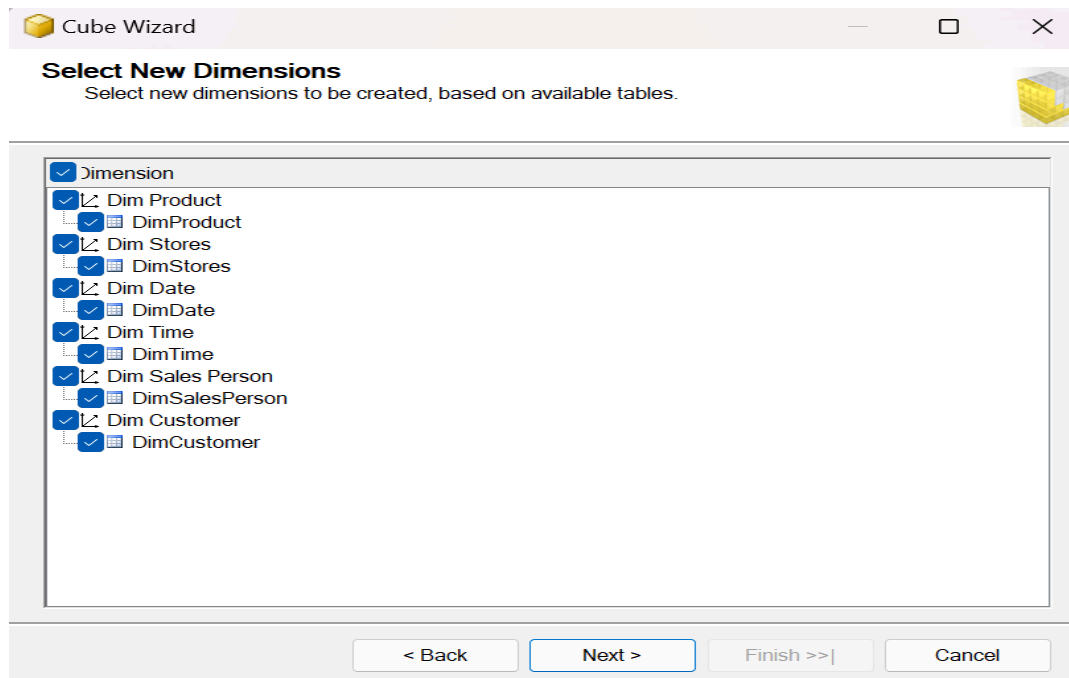 Cube Wizard
Select New Dimensions
Select new dimensions to be created, based on available tables.
Dimension
Dim Product
DimProduct
Dim Stores
DimStores
Dim Date
DimDate
Dim Time
DimTime
Dim Sales Person
DimSalesPerson
Dim Customer
DimCustomer
< Back Next > Finish >>| Cancel